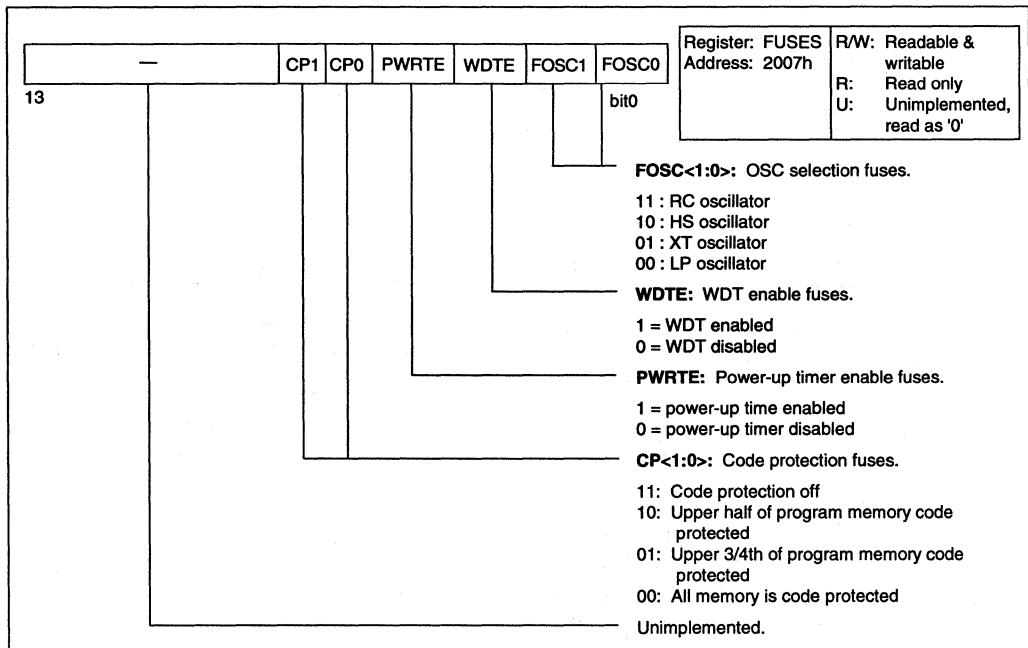 — CP1 CP0 PWRTE WDTE FOSC1 FOSC0
13 bit0
Register: FUSES
Address: 2007h
R/W: Readable &
writable
R: Read only
U: Unimplemented,
read as '0'
FOSC<1:0>: OSC selection fuses.
11 : RC oscillator
10 : HS oscillator
01 : XT oscillator
00 : LP oscillator
WDTE: WDT enable fuses.
1 = WDT enabled
0 = WDT disabled
PWRTE: Power-up timer enable fuses.
1 = power-up time enabled
0 = power-up timer disabled
CP<1:0>: Code protection fuses.
11: Code protection off
10: Upper half of program memory code
protected
01: Upper 3/4th of program memory code
protected
00: All memory is code protected
Unimplemented.